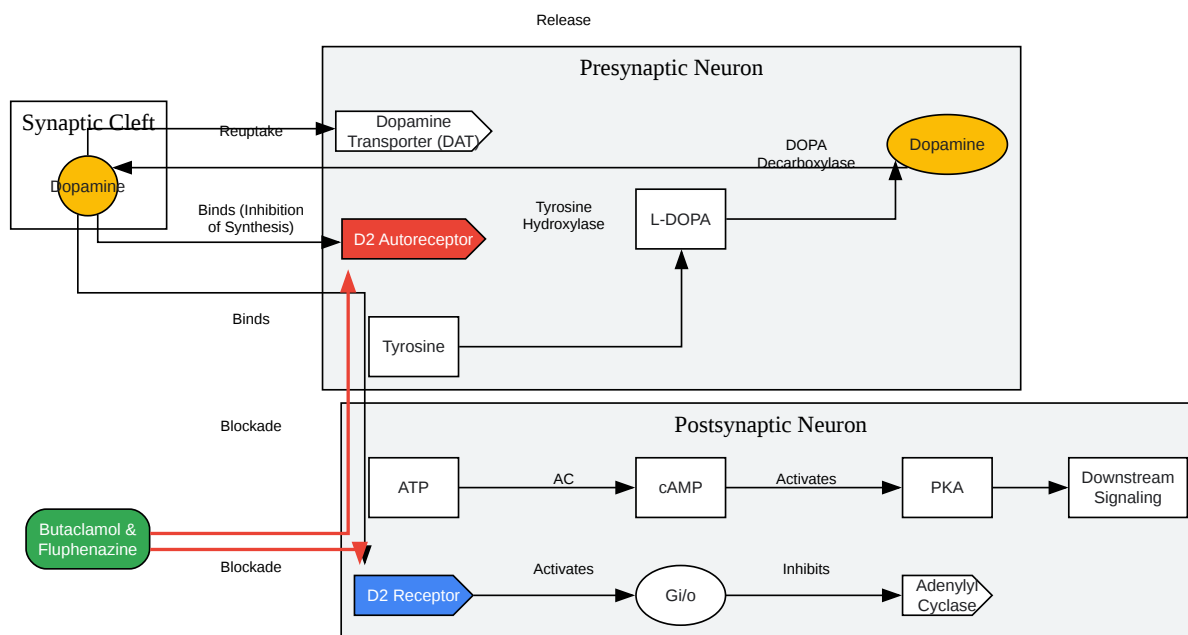 Release
Presynaptic Neuron
Synaptic Cleft
Reuptake
Dopamine
Transporter (DAT)
DOPA
Decarboxylase
Dopamine
Dopamine
Binds (Inhibition
of Synthesis)
D2 Autoreceptor
Tyrosine
Hydroxylase
L-DOPA
Binds
Tyrosine
Blockade
Postsynaptic Neuron
ATP
AC
cAMP
Activates
PKA
Downstream
Signaling
Butaclamol &
Fluphenazine
Blockade
D2 Receptor
Activates
Gi/o
Inhibits
Adenylyl
Cyclase